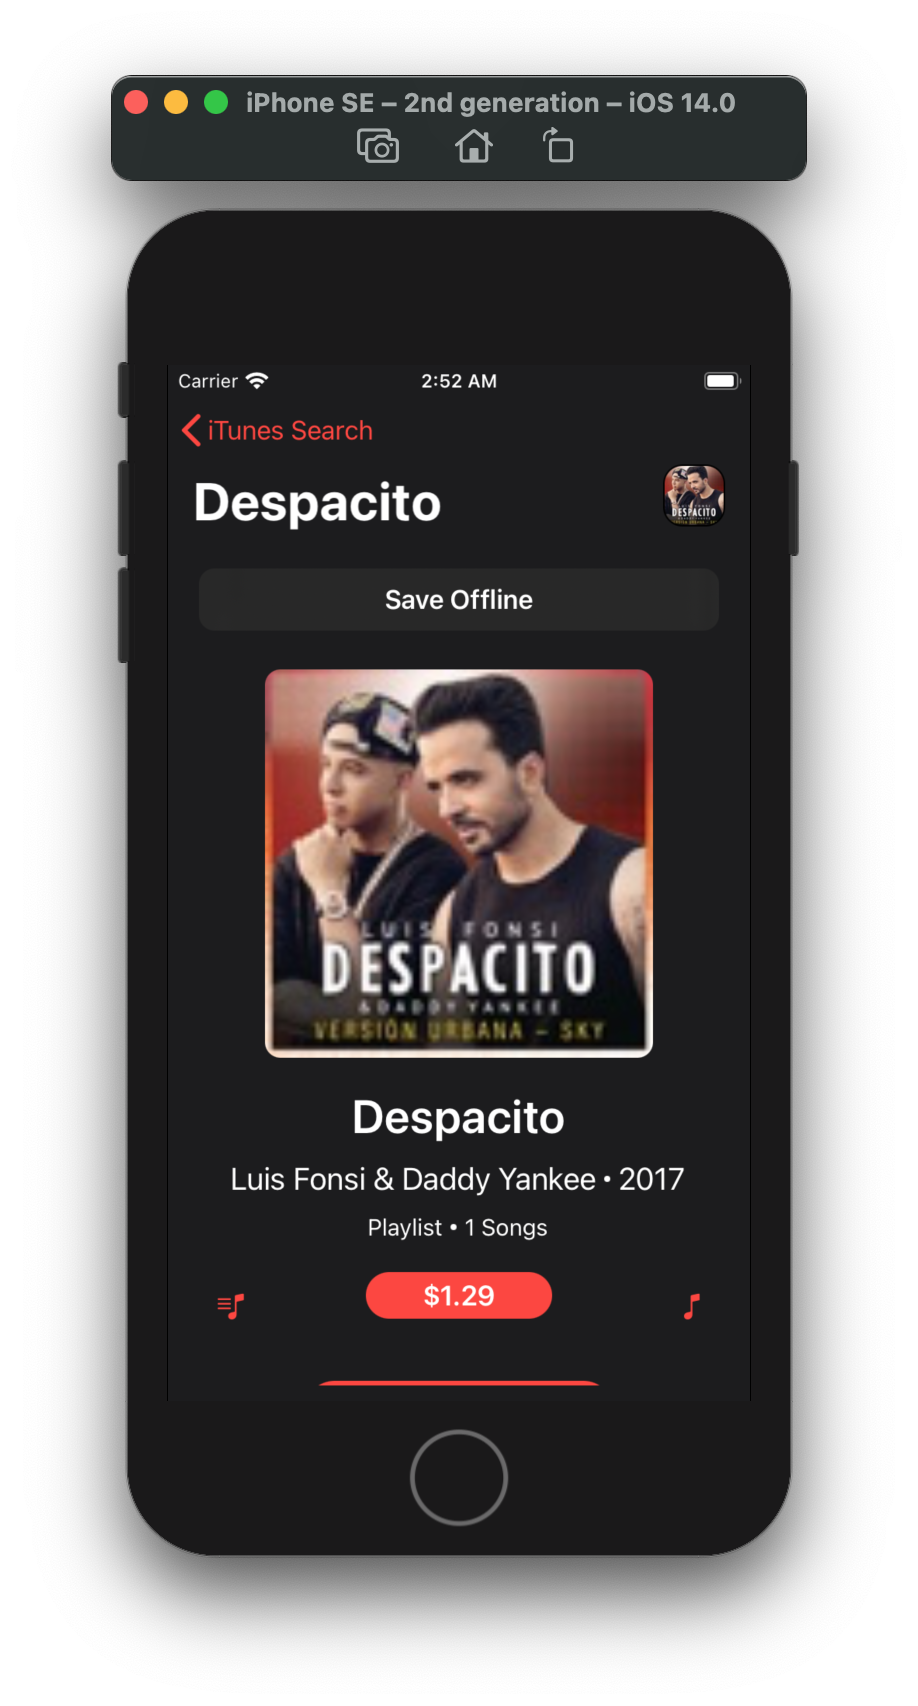 iPhone SE – 2nd generation – iOS 14.0
Carrier 2:52 AM
iTunes Search
Despacito
DESPACITO
Save Offline
LUIS FONSI
DESPACITO
& DADDY YANKEE
VERSIÓN URBANA – SKY
Despacito
Luis Fonsi & Daddy Yankee • 2017
Playlist • 1 Songs
$1.29